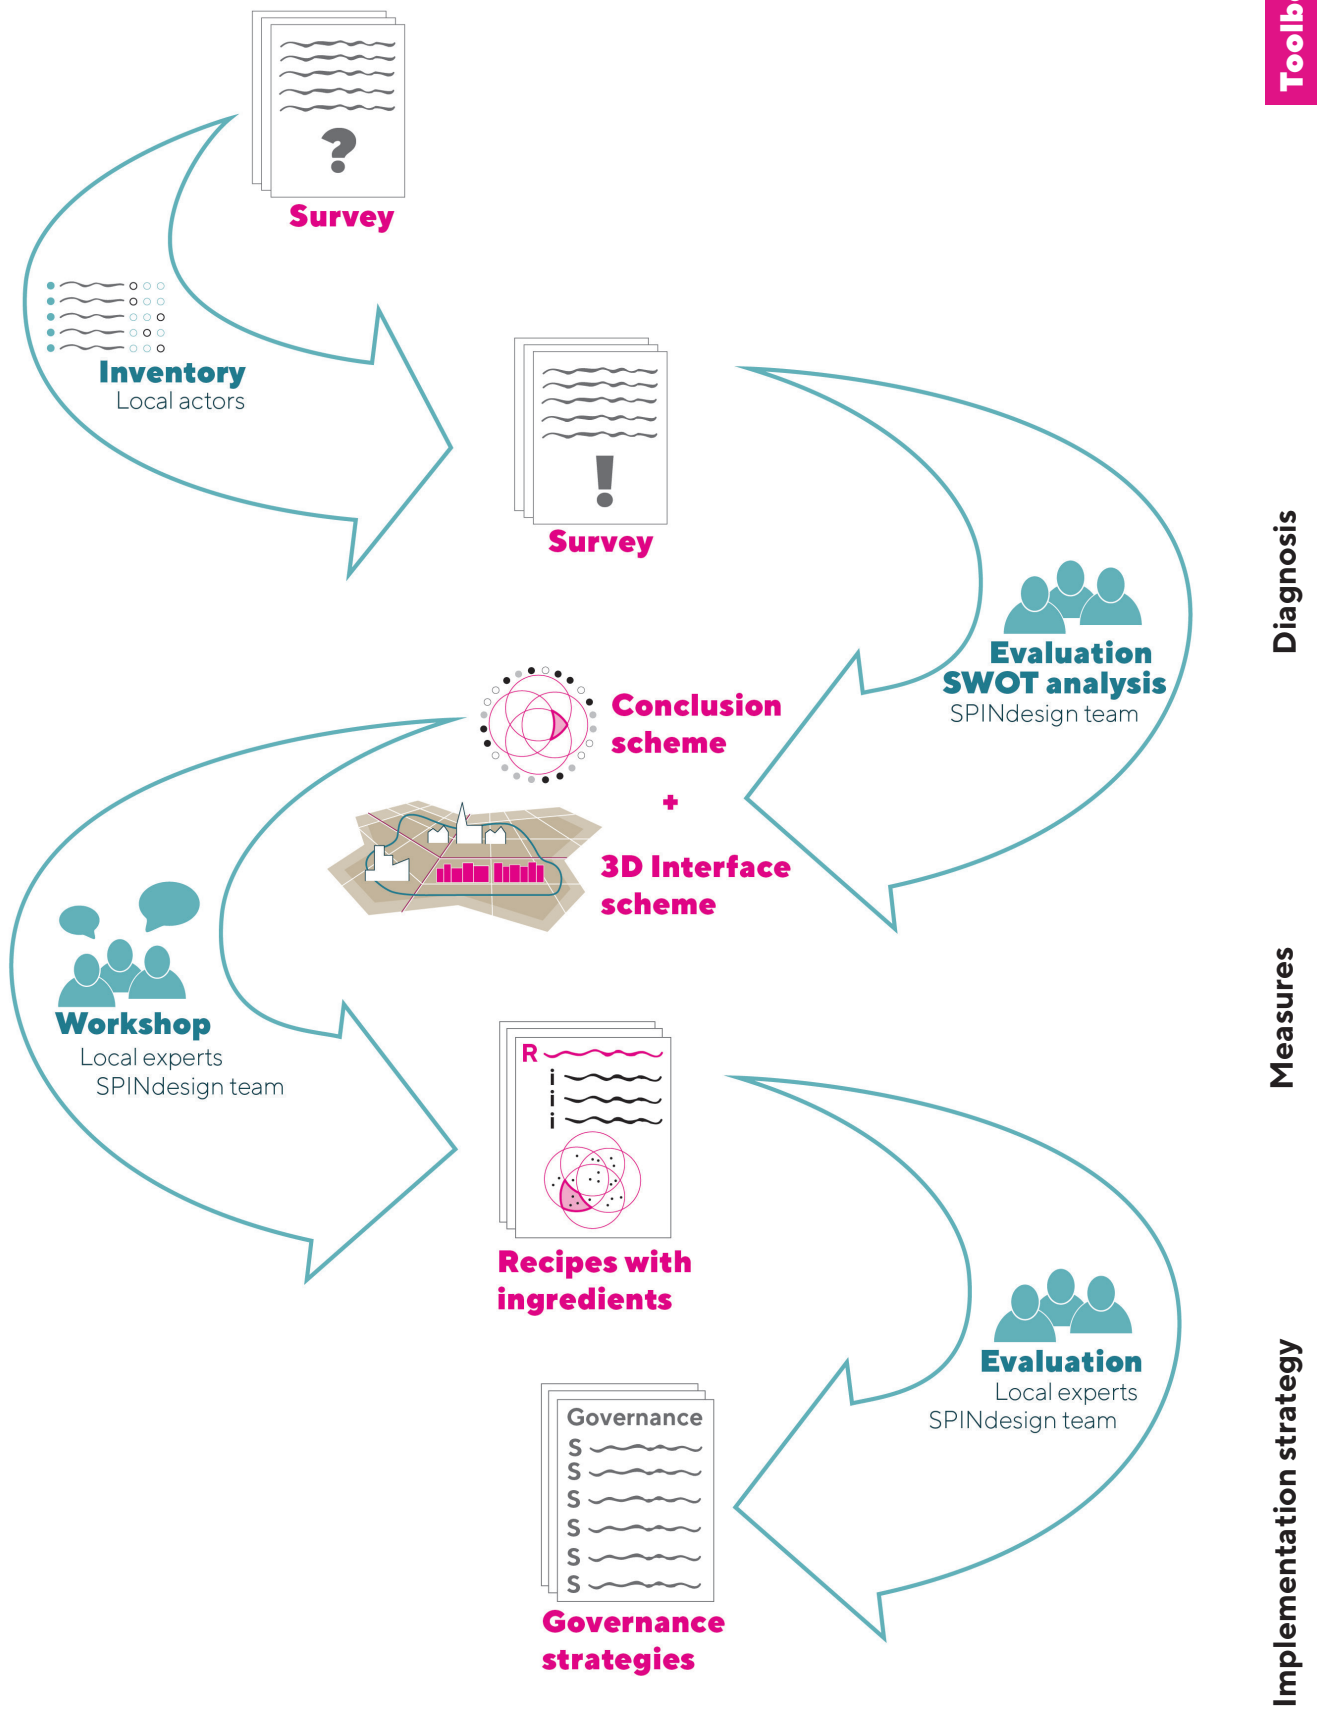 Survey
Inventory
Local actors
Survey
Evaluation
SWOT analysis
SPINdesign team
Conclusion
scheme
+
3D Interface
scheme
Workshop
Local experts
SPINdesign team
R
i
i
i
Recipes with
ingredients
Evaluation
Local experts
SPINdesign team
Governance
S
S
S
S
S
S
Governance
strategies
Diagnosis
Measures
Implementation strategy